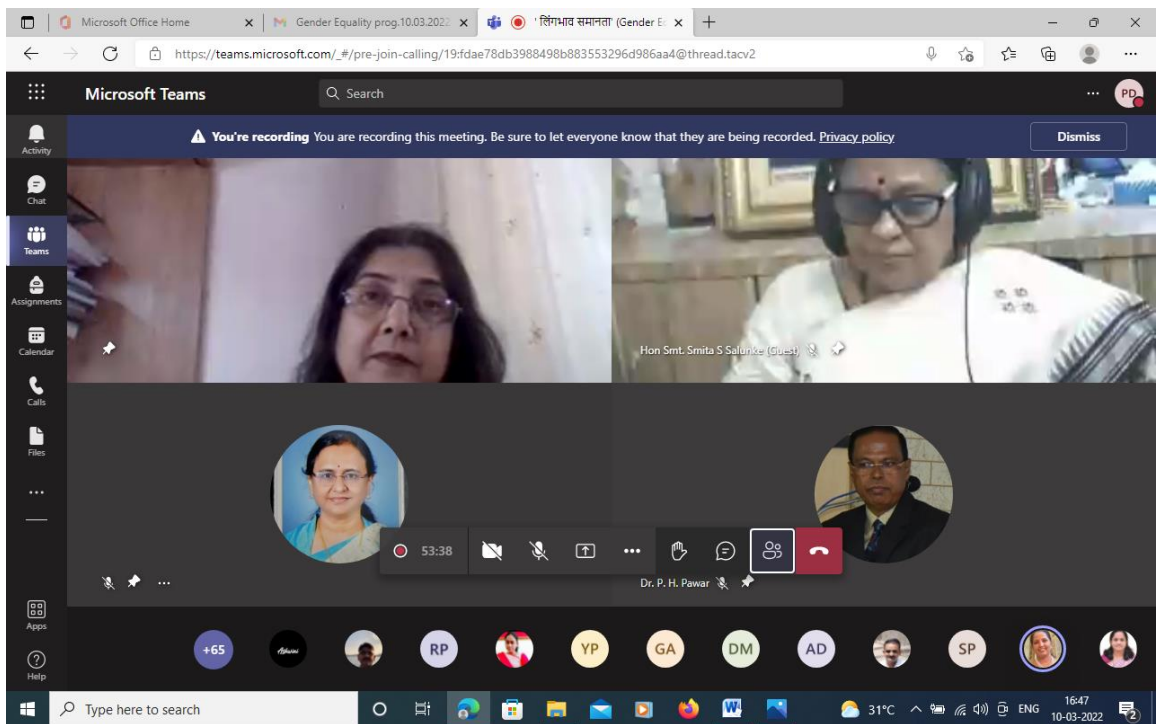 Microsoft Office Home
Gender Equality prog.10.03.2022
' लिंगभाव समानता' (Gender E
https://teams.microsoft.com/_#/pre-join-calling/19:fdae78db3988498b883553296d986aa4@thread.tacv2
Microsoft Teams
Search
PD
You're recording You are recording this meeting. Be sure to let everyone know that they are being recorded. Privacy policy
Dismiss
Activity
Chat
Teams
Assignments
Calendar
Calls
Files
Apps
Help
Hon Smt. Smita S Salunke (Guest)
53:38
Dr. P. H. Pawar
+65
Ashwini
RP
YP
GA
DM
AD
SP
Type here to search
31°C
ENG
16:47
10-03-2022
2